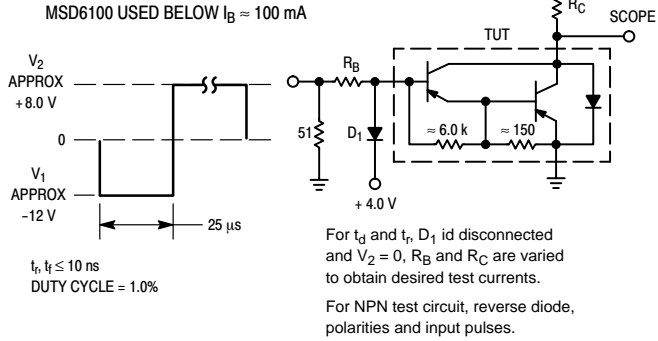 MSD6100 USED BELOW I_B ≈ 100 mA
R_C
SCOPE
TUT
V_2
APPROX
+8.0 V
0
V_1
APPROX
-12 V
25 μs
t_r, t_f ≤ 10 ns
DUTY CYCLE = 1.0%
R_B
51
D_1
+ 4.0 V
≈ 6.0 k
≈ 150
For t_d and t_r, D_1 id disconnected
and V_2 = 0, R_B and R_C are varied
to obtain desired test currents.
For NPN test circuit, reverse diode,
polarities and input pulses.